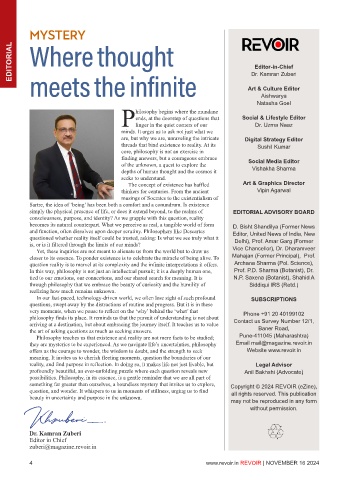 EDITORIAL
MYSTERY
Where thought
meets the infinite
Philosophy begins where the mundane
ends, at the doorstep of questions that
linger in the quiet corners of our
minds. It urges us to ask not just what we
are, but why we are, unraveling the intricate
threads that bind existence to reality. At its
core, philosophy is not an exercise in
finding answers, but a courageous embrace
of the unknown, a quest to explore the
depths of human thought and the cosmos it
seeks to understand.
The concept of existence has baffled
thinkers for centuries. From the ancient
musings of Socrates to the existentialism of
Sartre, the idea of 'being' has been both a comfort and a conundrum. Is existence
simply the physical presence of life, or does it extend beyond, to the realms of
consciousness, purpose, and identity? As we grapple with this question, reality
becomes its natural counterpart. What we perceive as real, a tangible world of form
and function, often dissolves upon deeper scrutiny. Philosophers like Descartes
questioned whether reality itself could be trusted, asking: Is what we see truly what it
is, or is it filtered through the limits of our minds?
Yet, these inquiries are not meant to alienate us from the world but to draw us
closer to its essence. To ponder existence is to celebrate the miracle of being alive. To
question reality is to marvel at its complexity and the infinite interpretations it offers.
In this way, philosophy is not just an intellectual pursuit; it is a deeply human one,
tied to our emotions, our connections, and our shared search for meaning. It is
through philosophy that we embrace the beauty of curiosity and the humility of
realizing how much remains unknown.
In our fast-paced, technology-driven world, we often lose sight of such profound
questions, swept away by the distractions of routine and progress. But it is in these
very moments, when we pause to reflect on the 'why' behind the 'what' that
philosophy finds its place. It reminds us that the pursuit of understanding is not about
arriving at a destination, but about embracing the journey itself. It teaches us to value
the art of asking questions as much as seeking answers.
Philosophy teaches us that existence and reality are not mere facts to be studied;
they are mysteries to be experienced. As we navigate life's uncertainties, philosophy
offers us the courage to wonder, the wisdom to doubt, and the strength to seek
meaning. It invites us to cherish fleeting moments, question the boundaries of our
reality, and find purpose in reflection. In doing so, it makes life not just livable, but
profoundly beautiful, an ever-unfolding puzzle where each question reveals new
possibilities. Philosophy, in its essence, is a gentle reminder that we are all part of
something far greater than ourselves, a boundless mystery that invites us to explore,
question, and wonder. It whispers to us in moments of stillness, urging us to find
beauty in uncertainty and purpose in the unknown.
Dr. Kamran Zuberi
Editor in Chief
zuberi@magazine.revoir.in
REVOIR
Editor-in-Chief
Dr. Kamran Zuberi
Art & Culture Editor
Aishwarya
Natasha Goel
Social & Lifestyle Editor
Dr. Uzma Naaz
Digital Strategy Editor
Sushil Kumar
Social Media Editor
Vishakha Sharma
Art & Graphics Director
Vipin Agarwal
EDITORIAL ADVISORY BOARD
D. Bisht Shandilya (Former News
Editor, United News of India, New
Delhi), Prof. Amar Garg (Former
Vice Chancellor), Dr. Dharamveer
Mahajan (Former Principal), Prof.
Archana Sharma (Pol. Science),
Prof. P.D. Sharma (Botanist), Dr.
N.P. Saxena (Botanist), Shahid A
Siddiqui IRS (Retd.)
SUBSCRIPTIONS
Phone +91 20 40199102
Contact us Survey Number 12/1,
Baner Road,
Pune-411045 (Maharashtra)
Email mail@magazine.revoir.in
Website www.revoir.in
Legal Advisor
Anil Bakshi (Advocate)
Copyright © 2024 REVOIR (eZine),
all rights reserved. This publication
may not be reproduced in any form
without permission.
4
www.revoir.in REVOIR | NOVEMBER 16 2024